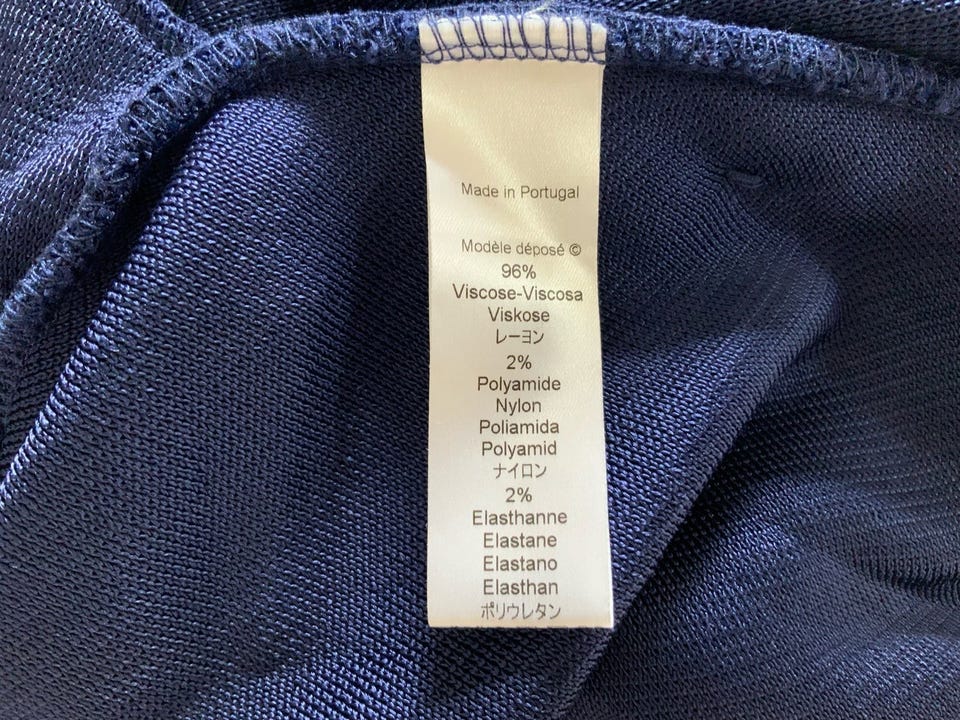 Made in Portugal
Modèle déposé ©
96%
Viscose-Viscosa
Viskose
レーヨン
2%
Polyamide
Nylon
Poliamida
Polyamid
ナイロン
2%
Elasthanne
Elastane
Elastano
Elasthan
ポリウレタン